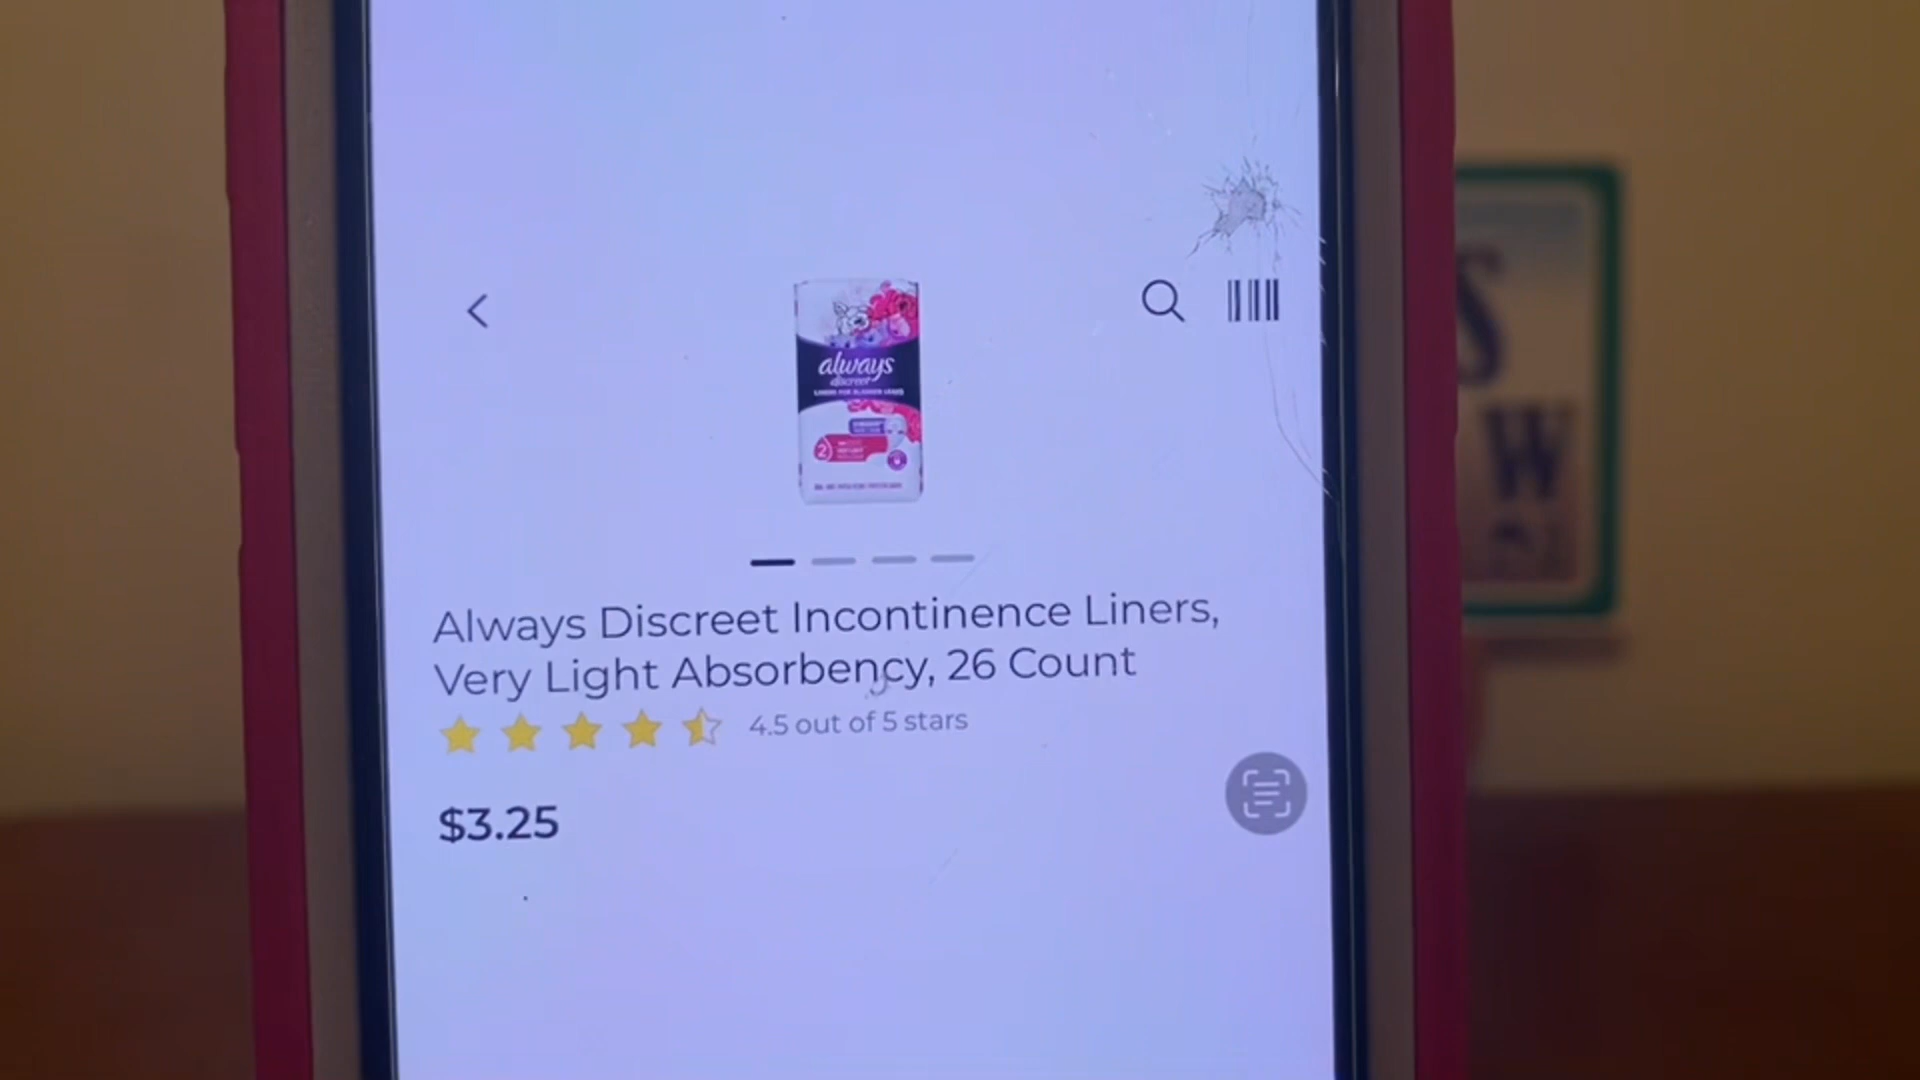 always
discreet
2
Always Discreet Incontinence Liners,
Very Light Absorbency, 26 Count
4.5 out of 5 stars
$3.25
S
W